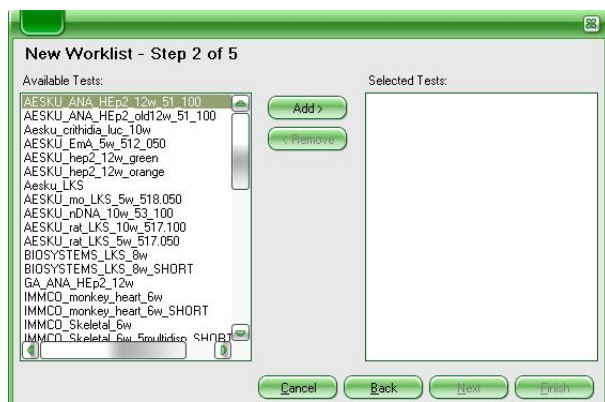 New Worklist - Step 2 of 5
Available Tests:
AESKU_ANA_HEp2_12w_51_100
AESKU_ANA_HEp2_old12w_51_100
Aesku_crithidia_luc_10w
AESKU_EmA_5w_512_050
AESKU_hep2_12w_green
AESKU_hep2_12w_orange
Aesku_LKS
AESKU_mo_LKS_5w_518.050
AESKU_nDNA_10w_53_100
AESKU_rat_LKS_10w_517.100
AESKU_rat_LKS_5w_517.050
BIOSYSTEMS_LKS_8w
BIOSYSTEMS_LKS_8w_SHORT
GA_ANA_HEp2_12w
IMMCO_monkey_heart_6w
IMMCO_monkey_heart_6w_SHORT
IMMCO_Skeletal_6w
IMMCO_Skeletal_6w_5multidisp_SHORT
Add >
< Remove
Selected Tests:
Cancel
Back
Next
Finish